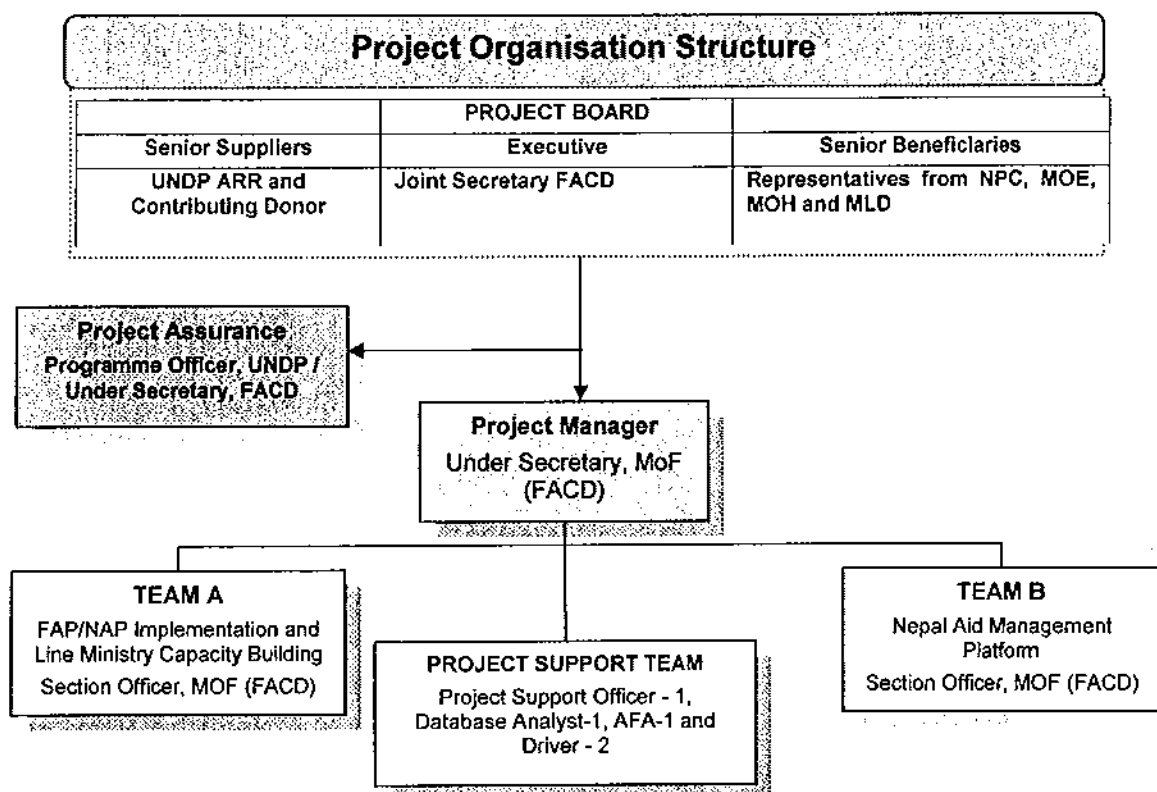 Project Organisation Structure
PROJECT BOARD
Senior Suppliers
Executive
Senior Beneficiaries
UNDP ARR and
Contributing Donor
Joint Secretary FACD
Representatives from NPC, MOE,
MOH and MLD
Project Assurance
Programme Officer, UNDP /
Under Secretary, FACD
Project Manager
Under Secretary, MoF
(FACD)
TEAM A
FAP/NAP Implementation and
Line Ministry Capacity Building
Section Officer, MOF (FACD)
PROJECT SUPPORT TEAM
Project Support Officer - 1,
Database Analyst-1, AFA-1 and
Driver - 2
TEAM B
Nepal Aid Management
Platform
Section Officer, MOF (FACD)